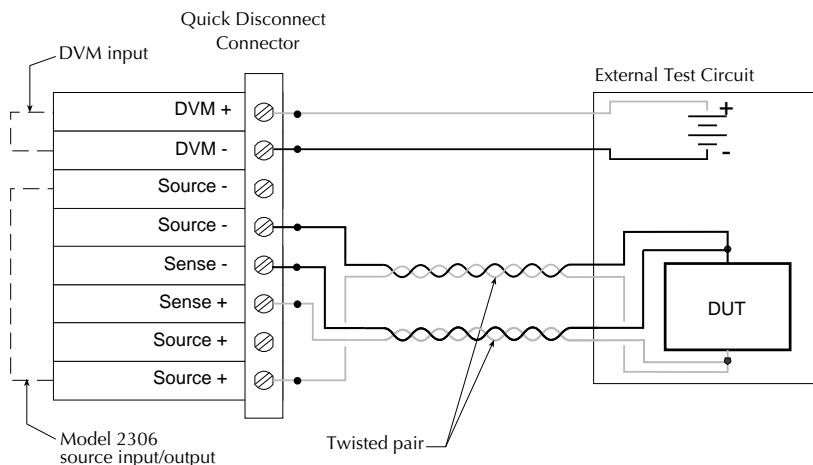 Quick Disconnect
Connector
DVM input
External Test Circuit
DVM +
DVM -
Source -
Source -
Sense -
Sense +
Source +
Source +
+
-
DUT
Model 2306
source input/output
Twisted pair